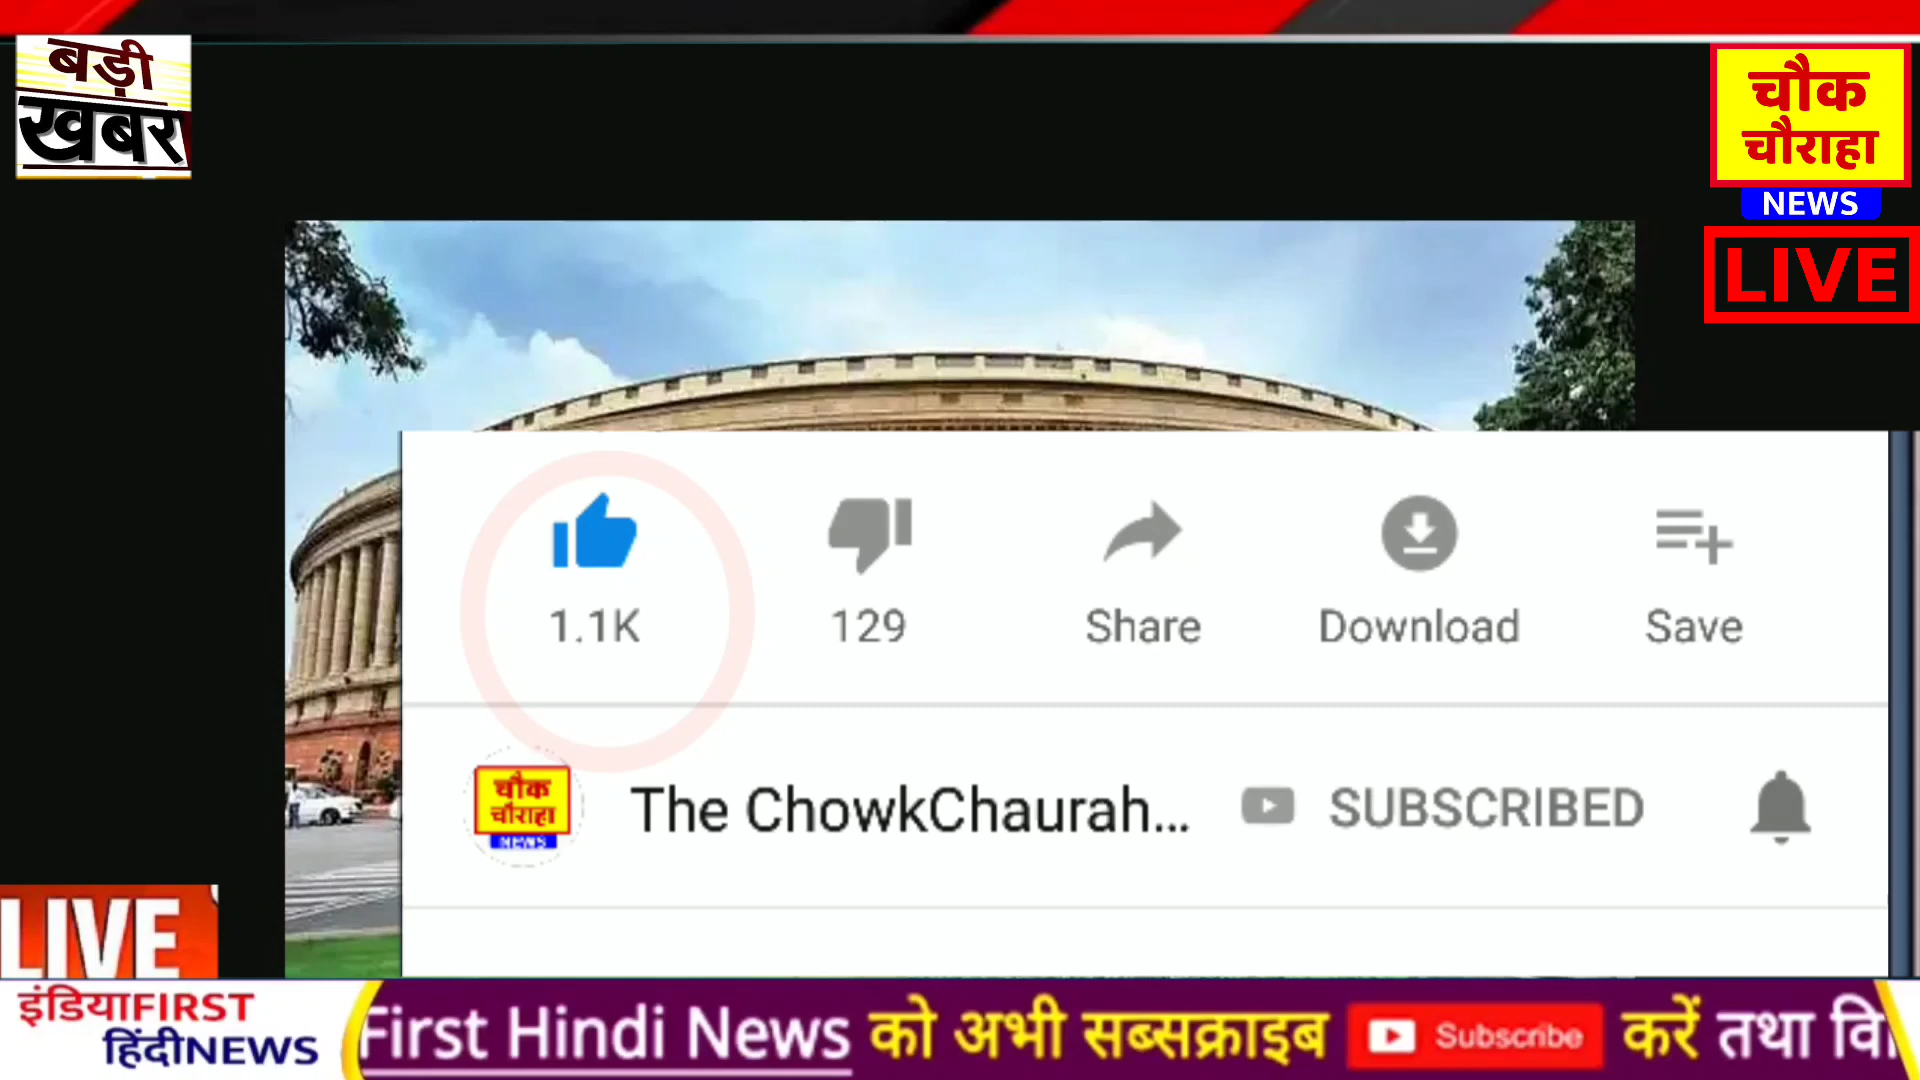 बड़ी
खबर
चौक
चौराहा
NEWS
LIVE
1.1K
129
Share
Download
Save
चौक
चौराहा
NEWS
The ChowkChaurah...
SUBSCRIBED
LIVE
इंडियाFIRST
हिंदीNEWS
First Hindi News को अभी सब्सक्राइब Subscribe करें तथा वि